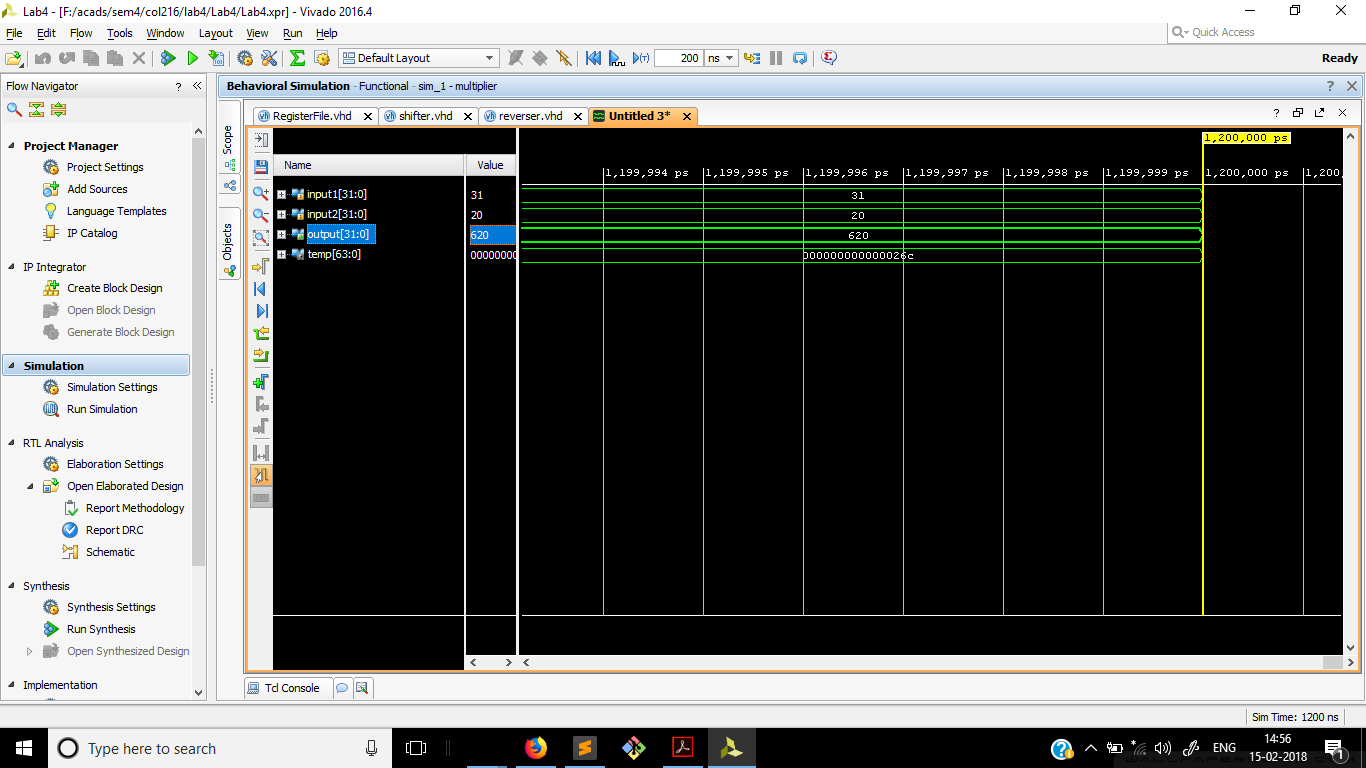 Lab4 - [F:/acads/sem4/col216/lab4/Lab4/Lab4.xpr] - Vivado 2016.4
File Edit Flow Tools Window Layout View Run Help
Quick Access
Default Layout
200 ns
Ready
Flow Navigator
Project Manager
Project Settings
Add Sources
Language Templates
IP Catalog
IP Integrator
Create Block Design
Open Block Design
Generate Block Design
Simulation
Simulation Settings
Run Simulation
RTL Analysis
Elaboration Settings
Open Elaborated Design
Report Methodology
Report DRC
Schematic
Synthesis
Synthesis Settings
Run Synthesis
Open Synthesized Design
Implementation
Behavioral Simulation - Functional - sim_1 - multiplier
Scope
Objects
RegisterFile.vhd
shifter.vhd
reverser.vhd
Untitled 3*
Name Value
input1[31:0] 31
input2[31:0] 20
output[31:0] 620
temp[63:0] 00000000
1,200,000 ps
1,199,994 ps 1,199,995 ps 1,199,996 ps 1,199,997 ps 1,199,998 ps 1,199,999 ps 1,200,000 ps 1,200,
31
20
620
000000000000026c
Tcl Console
Sim Time: 1200 ns
Type here to search
ENG
14:56
15-02-2018
1